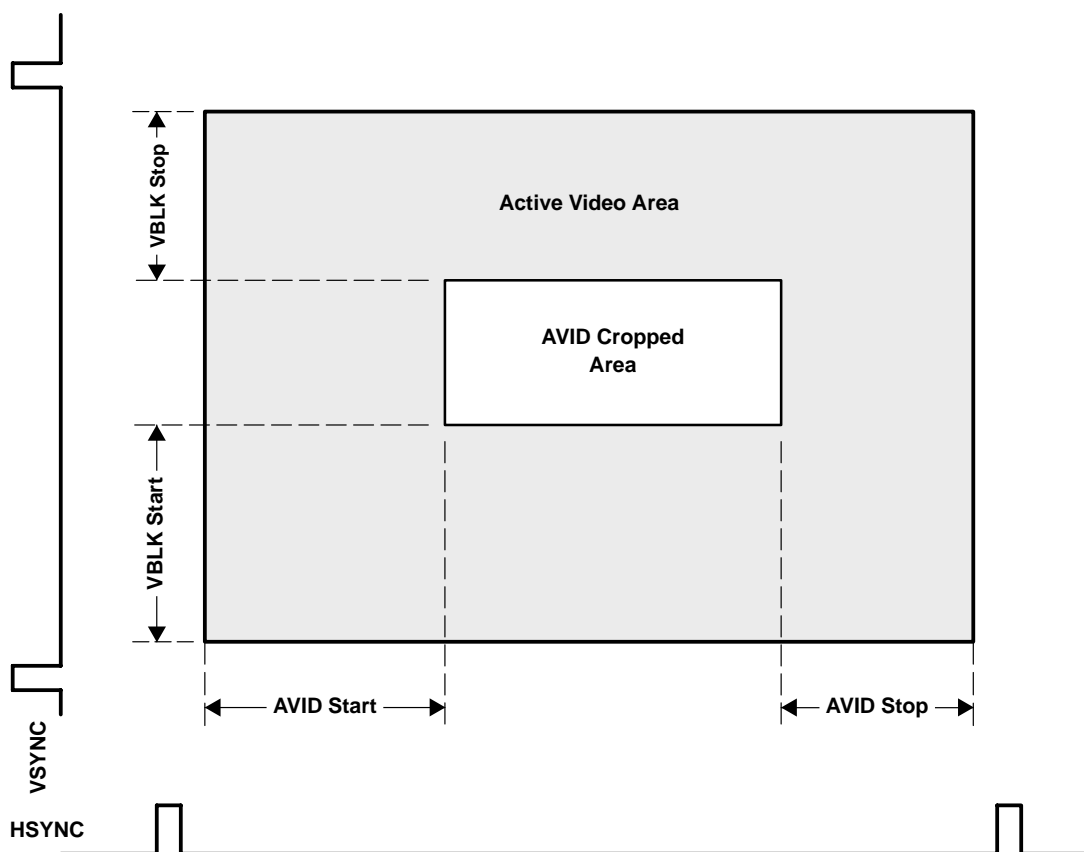 VBLK Stop
Active Video Area
AVID Cropped
Area
VBLK Start
AVID Start
AVID Stop
VSYNC
HSYNC